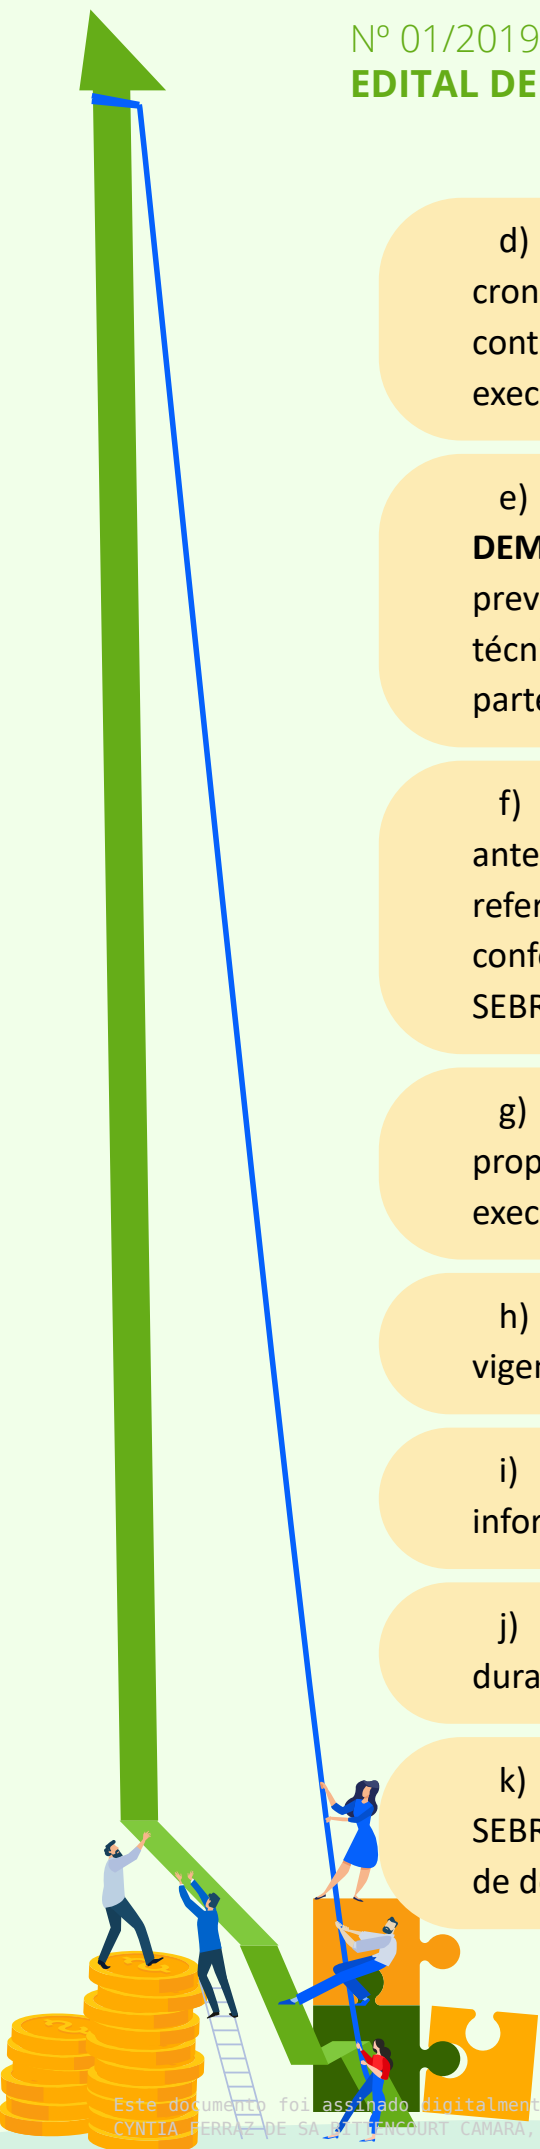 Nº 01/2019
EDITAL DE
d)
cron
cont
exec
e)
DEM
prev
técn
parte
f)
ante
refer
confo
SEBR
g)
prop
exec
h)
viger
i)
infor
j)
dura
k)
SEBR
de d
Este documento foi assinado digitalment
CYNTIA FERRAZ DE SA BITTENCOURT CAMARA,